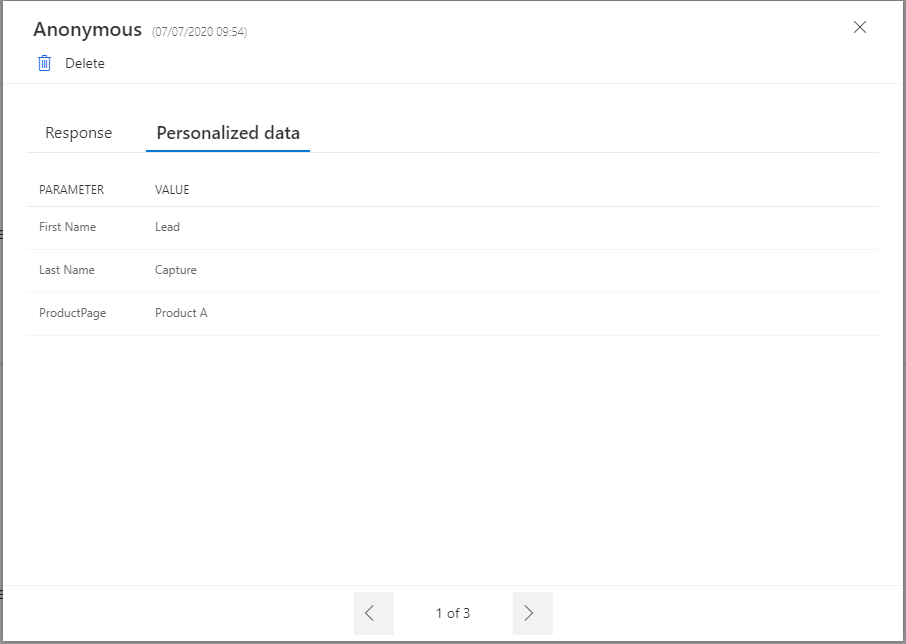 Anonymous (07/07/2020 09:54)
Delete
Response Personalized data
PARAMETER VALUE
First Name Lead
Last Name Capture
ProductPage Product A
1 of 3